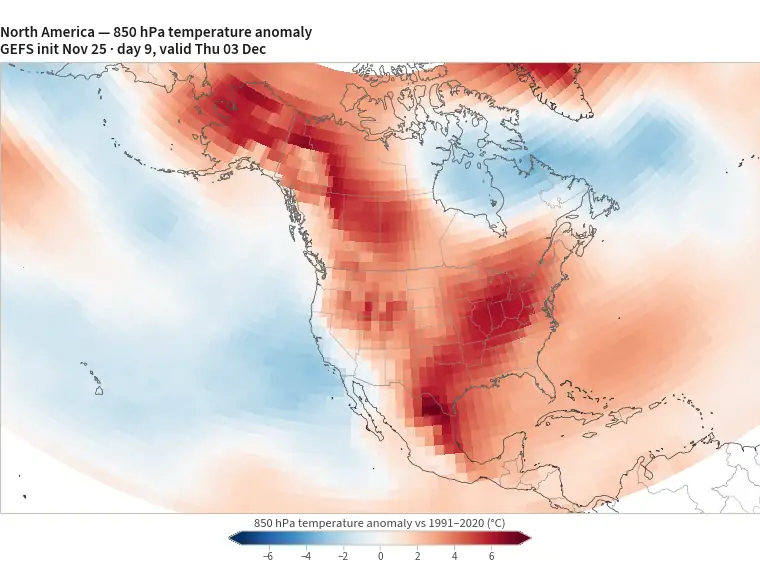 North America — 850 hPa temperature anomaly
GEFS init Nov 25 · day 9, valid Thu 03 Dec
850 hPa temperature anomaly vs 1991–2020 (°C)
−6 −4 −2 0 2 4 6